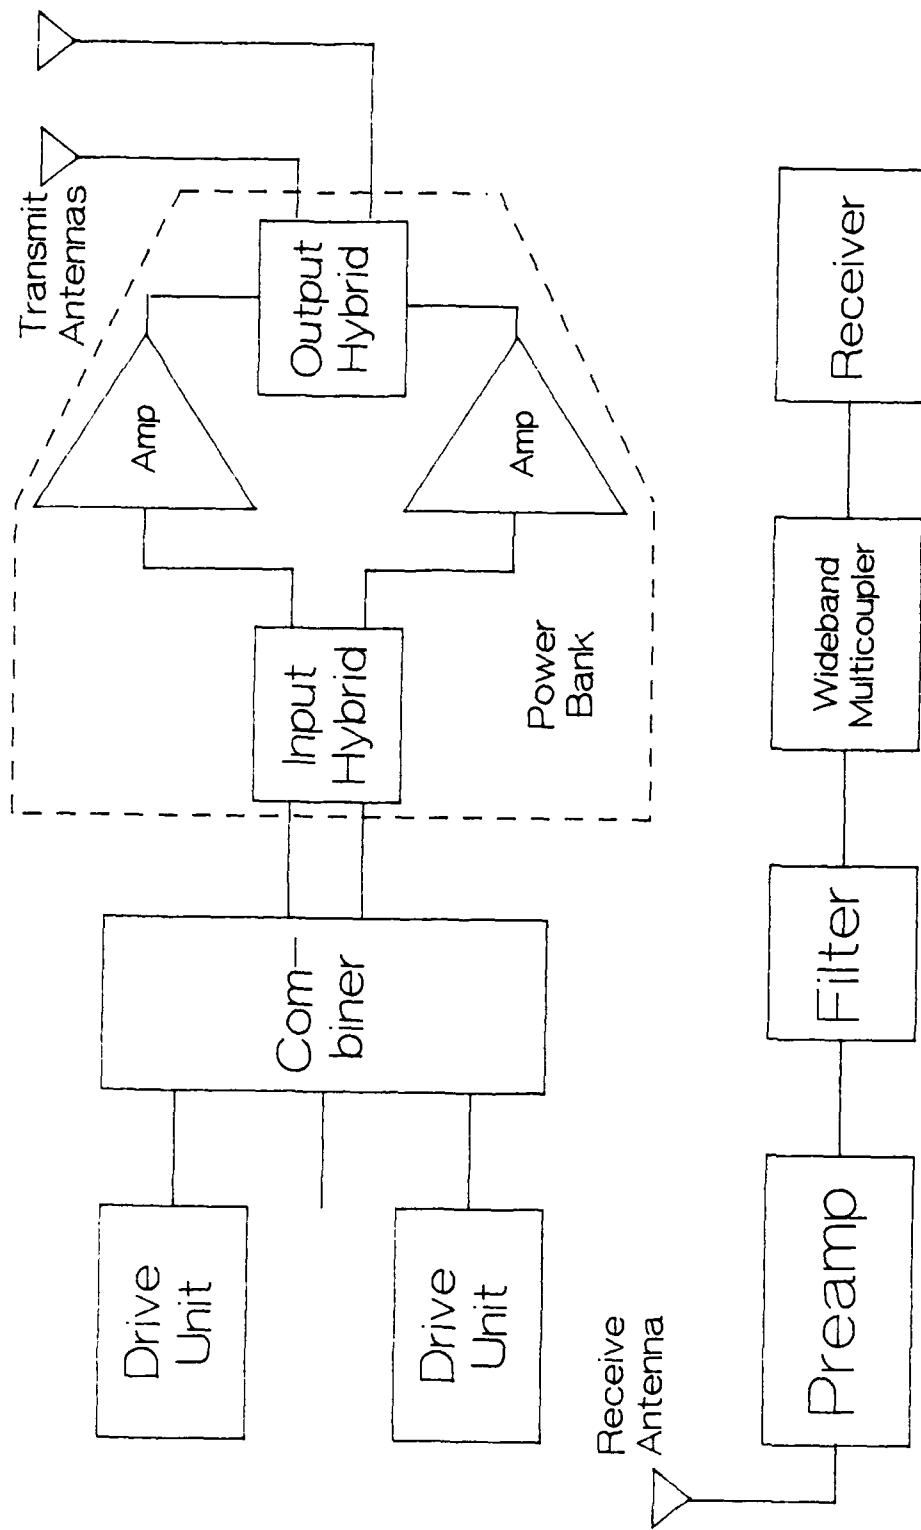 Transmit
Antennas
Drive
Unit
Drive
Unit
Com-
biner
Input
Hybrid
Amp
Amp
Output
Hybrid
Power
Bank
Receive
Antenna
Preamp
Filter
Wideband
Multicoupler
Receiver